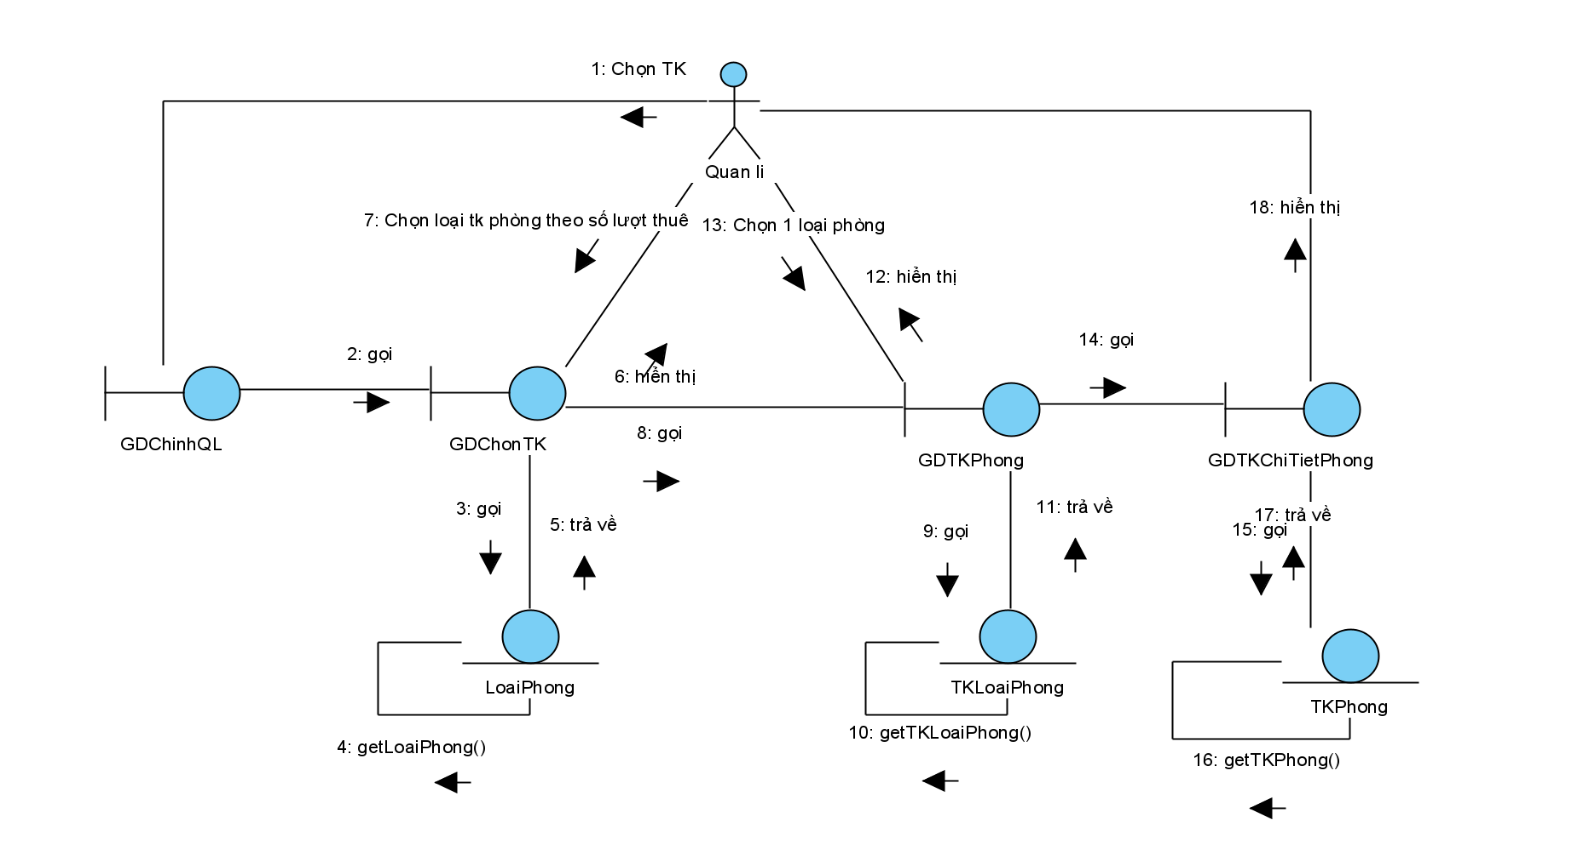 1: Chọn TK
Quan li
7: Chọn loại tk phòng theo số lượt thuê
13: Chọn 1 loại phòng
18: hiển thị
12: hiển thị
2: gọi
6: hiển thị
14: gọi
GDChinhQL
GDChonTK
8: gọi
GDTKPhong
GDTKChiTietPhong
3: gọi
5: trả về
9: gọi
11: trả về
17: trả về
15: gọi
LoaiPhong
TKLoaiPhong
TKPhong
4: getLoaiPhong()
10: getTKLoaiPhong()
16: getTKPhong()